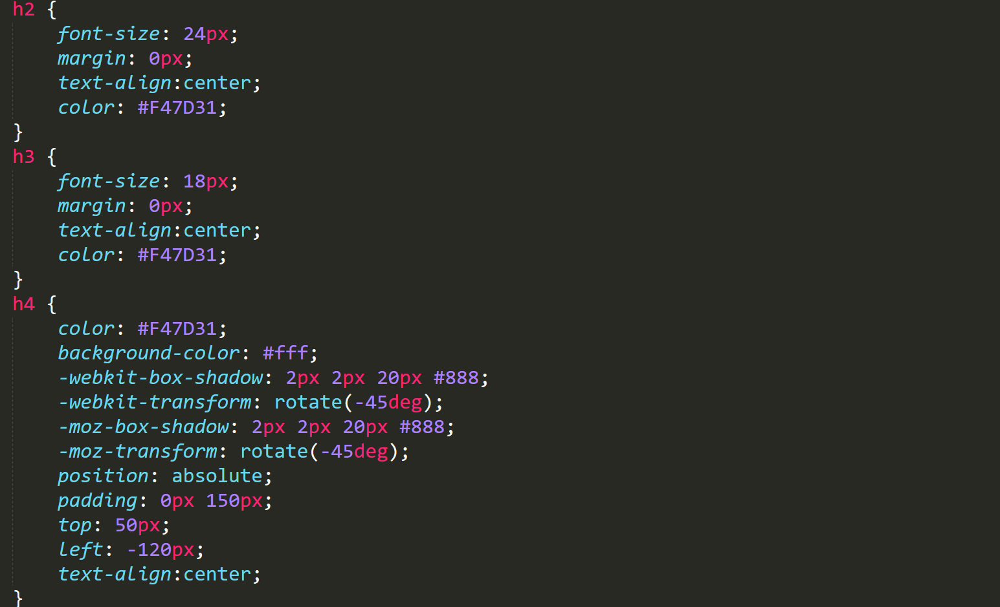 h2 {
    font-size: 24px;
    margin: 0px;
    text-align:center;
    color: #F47D31;
}
h3 {
    font-size: 18px;
    margin: 0px;
    text-align:center;
    color: #F47D31;
}
h4 {
    color: #F47D31;
    background-color: #fff;
    -webkit-box-shadow: 2px 2px 20px #888;
    -webkit-transform: rotate(-45deg);
    -moz-box-shadow: 2px 2px 20px #888;
    -moz-transform: rotate(-45deg);
    position: absolute;
    padding: 0px 150px;
    top: 50px;
    left: -120px;
    text-align:center;
}